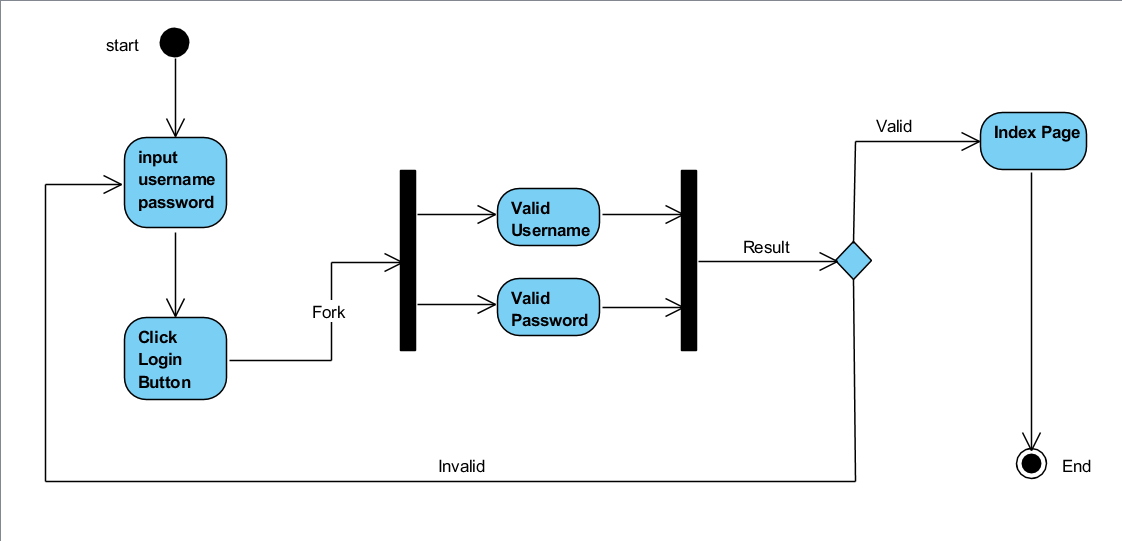 start
input
username
password
Click
Login
Button
Fork
Valid
Username
Valid
Password
Result
Valid
Index Page
Invalid
End